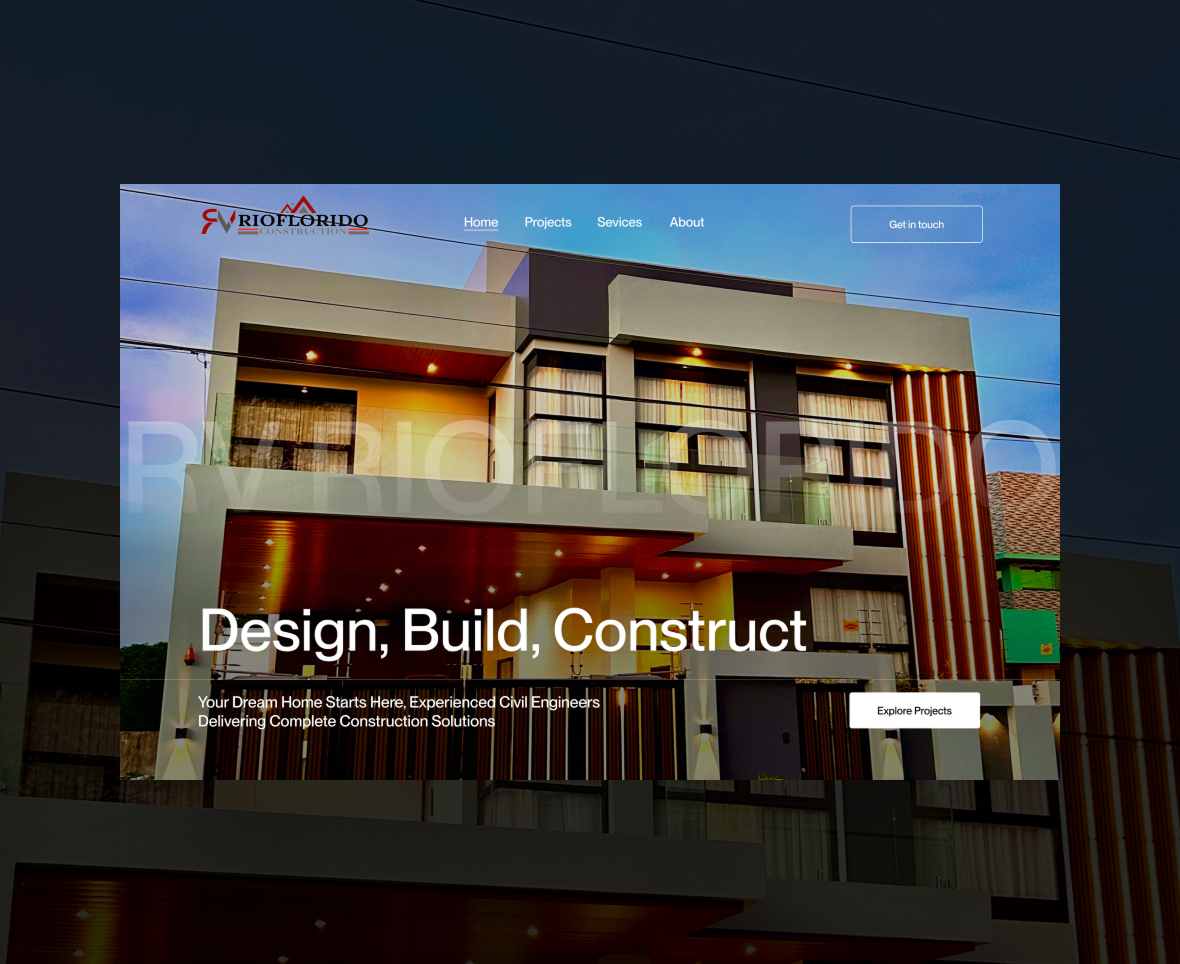 RV RIOFLORIDO
CONSTRUCTION
Home Projects Sevices About
Get in touch
RV RIOFLORIDO
Design, Build, Construct
Your Dream Home Starts Here, Experienced Civil Engineers
Delivering Complete Construction Solutions
Explore Projects